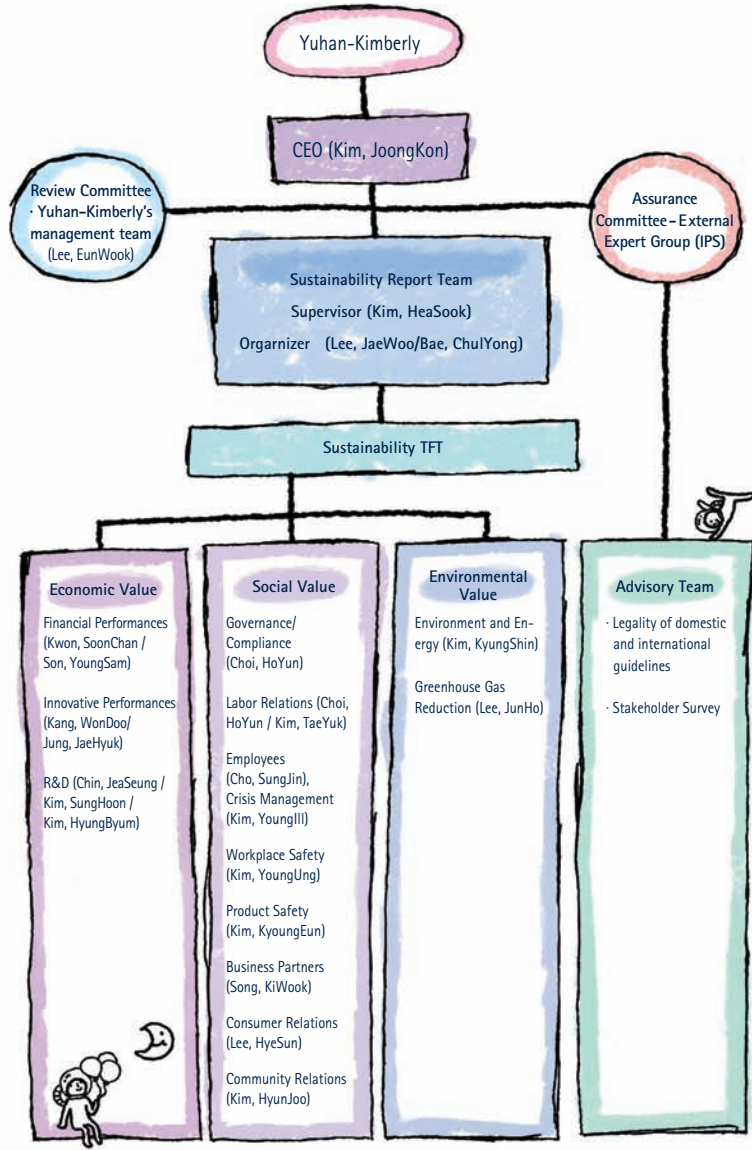 Yuhan-Kimberly
CEO (Kim, JoongKon)
Review Committee
· Yuhan-Kimberly's
management team
(Lee, EunWook)
Assurance
Committee-External
Expert Group (IPS)
Sustainability Report Team
Supervisor (Kim, HeaSook)
Orgarnizer (Lee, JaeWoo/Bae, ChulYong)
Sustainability TFT
Economic Value
Financial Performances
(Kwon, SoonChan /
Son, YoungSam)
Innovative Performances
(Kang, WonDoo/
Jung, JaeHyuk)
R&D (Chin, JeaSeung /
Kim, SungHoon /
Kim, HyungByum)
Social Value
Governance/
Compliance
(Choi, HoYun)
Labor Relations (Choi,
HoYun / Kim, TaeYuk)
Employees
(Cho, SungJin),
Crisis Management
(Kim, YoungIll)
Workplace Safety
(Kim, YoungUng)
Product Safety
(Kim, KyoungEun)
Business Partners
(Song, KiWook)
Consumer Relations
(Lee, HyeSun)
Community Relations
(Kim, HyunJoo)
Environmental
Value
Environment and En-
ergy (Kim, KyungShin)
Greenhouse Gas
Reduction (Lee, JunHo)
Advisory Team
· Legality of domestic
and international
guidelines
· Stakeholder Survey